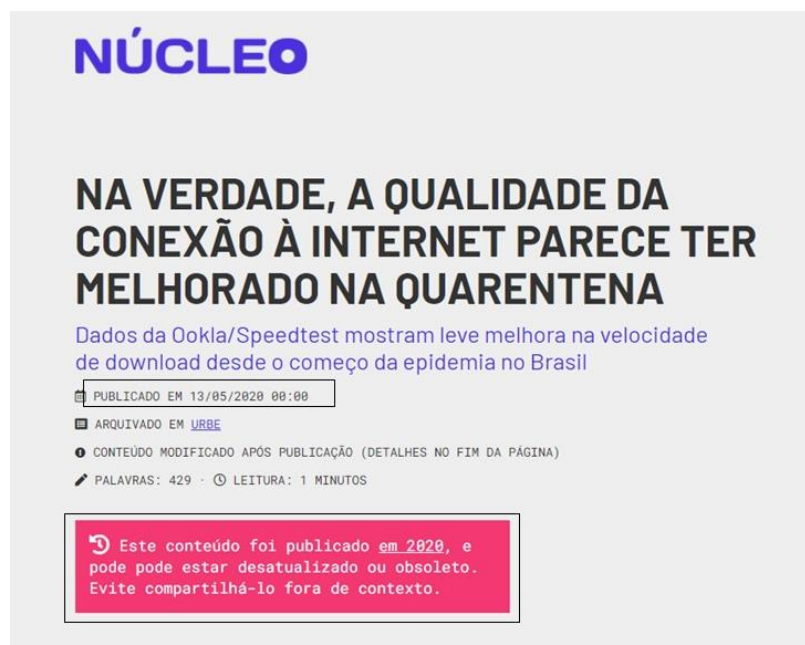 NÚCLEO
NA VERDADE, A QUALIDADE DA
CONEXÃO À INTERNET PARECE TER
MELHORADO NA QUARENTENA
Dados da Ookla/Speedtest mostram leve melhora na velocidade
de download desde o começo da epidemia no Brasil
PUBLICADO EM 13/05/2020 00:00
ARQUIVADO EM URBE
CONTEÚDO MODIFICADO APÓS PUBLICAÇÃO (DETALHES NO FIM DA PÁGINA)
PALAVRAS: 429 · LEITURA: 1 MINUTOS
Este conteúdo foi publicado em 2020, e
pode pode estar desatualizado ou obsoleto.
Evite compartilhá-lo fora de contexto.